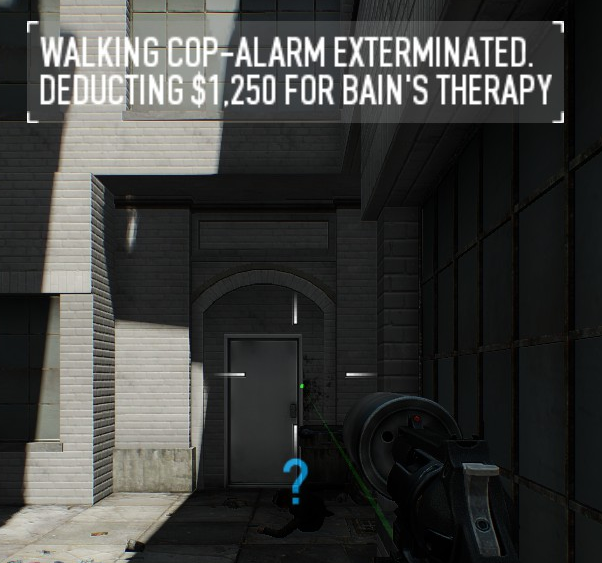 WALKING COP-ALARM EXTERMINATED.
DEDUCTING $1,250 FOR BAIN'S THERAPY
?